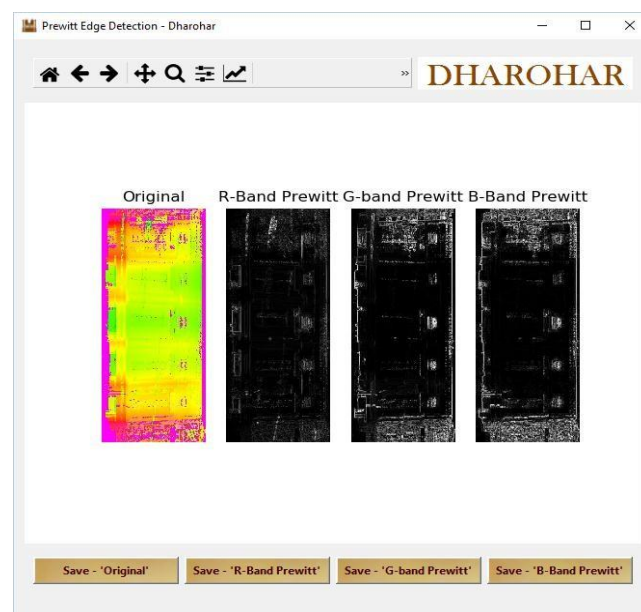 Prewitt Edge Detection - Dharohar
» DHAROHAR
Original R-Band Prewitt G-band Prewitt B-Band Prewitt
Save - 'Original' Save - 'R-Band Prewitt' Save - 'G-band Prewitt' Save - 'B-Band Prewitt'